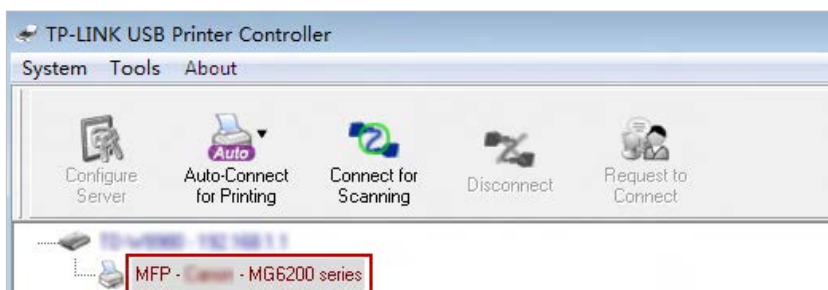 TP-LINK USB Printer Controller
System Tools About
Auto
Configure Server
Auto-Connect for Printing
Connect for Scanning
Disconnect
Request to Connect
MFP - - MG6200 series